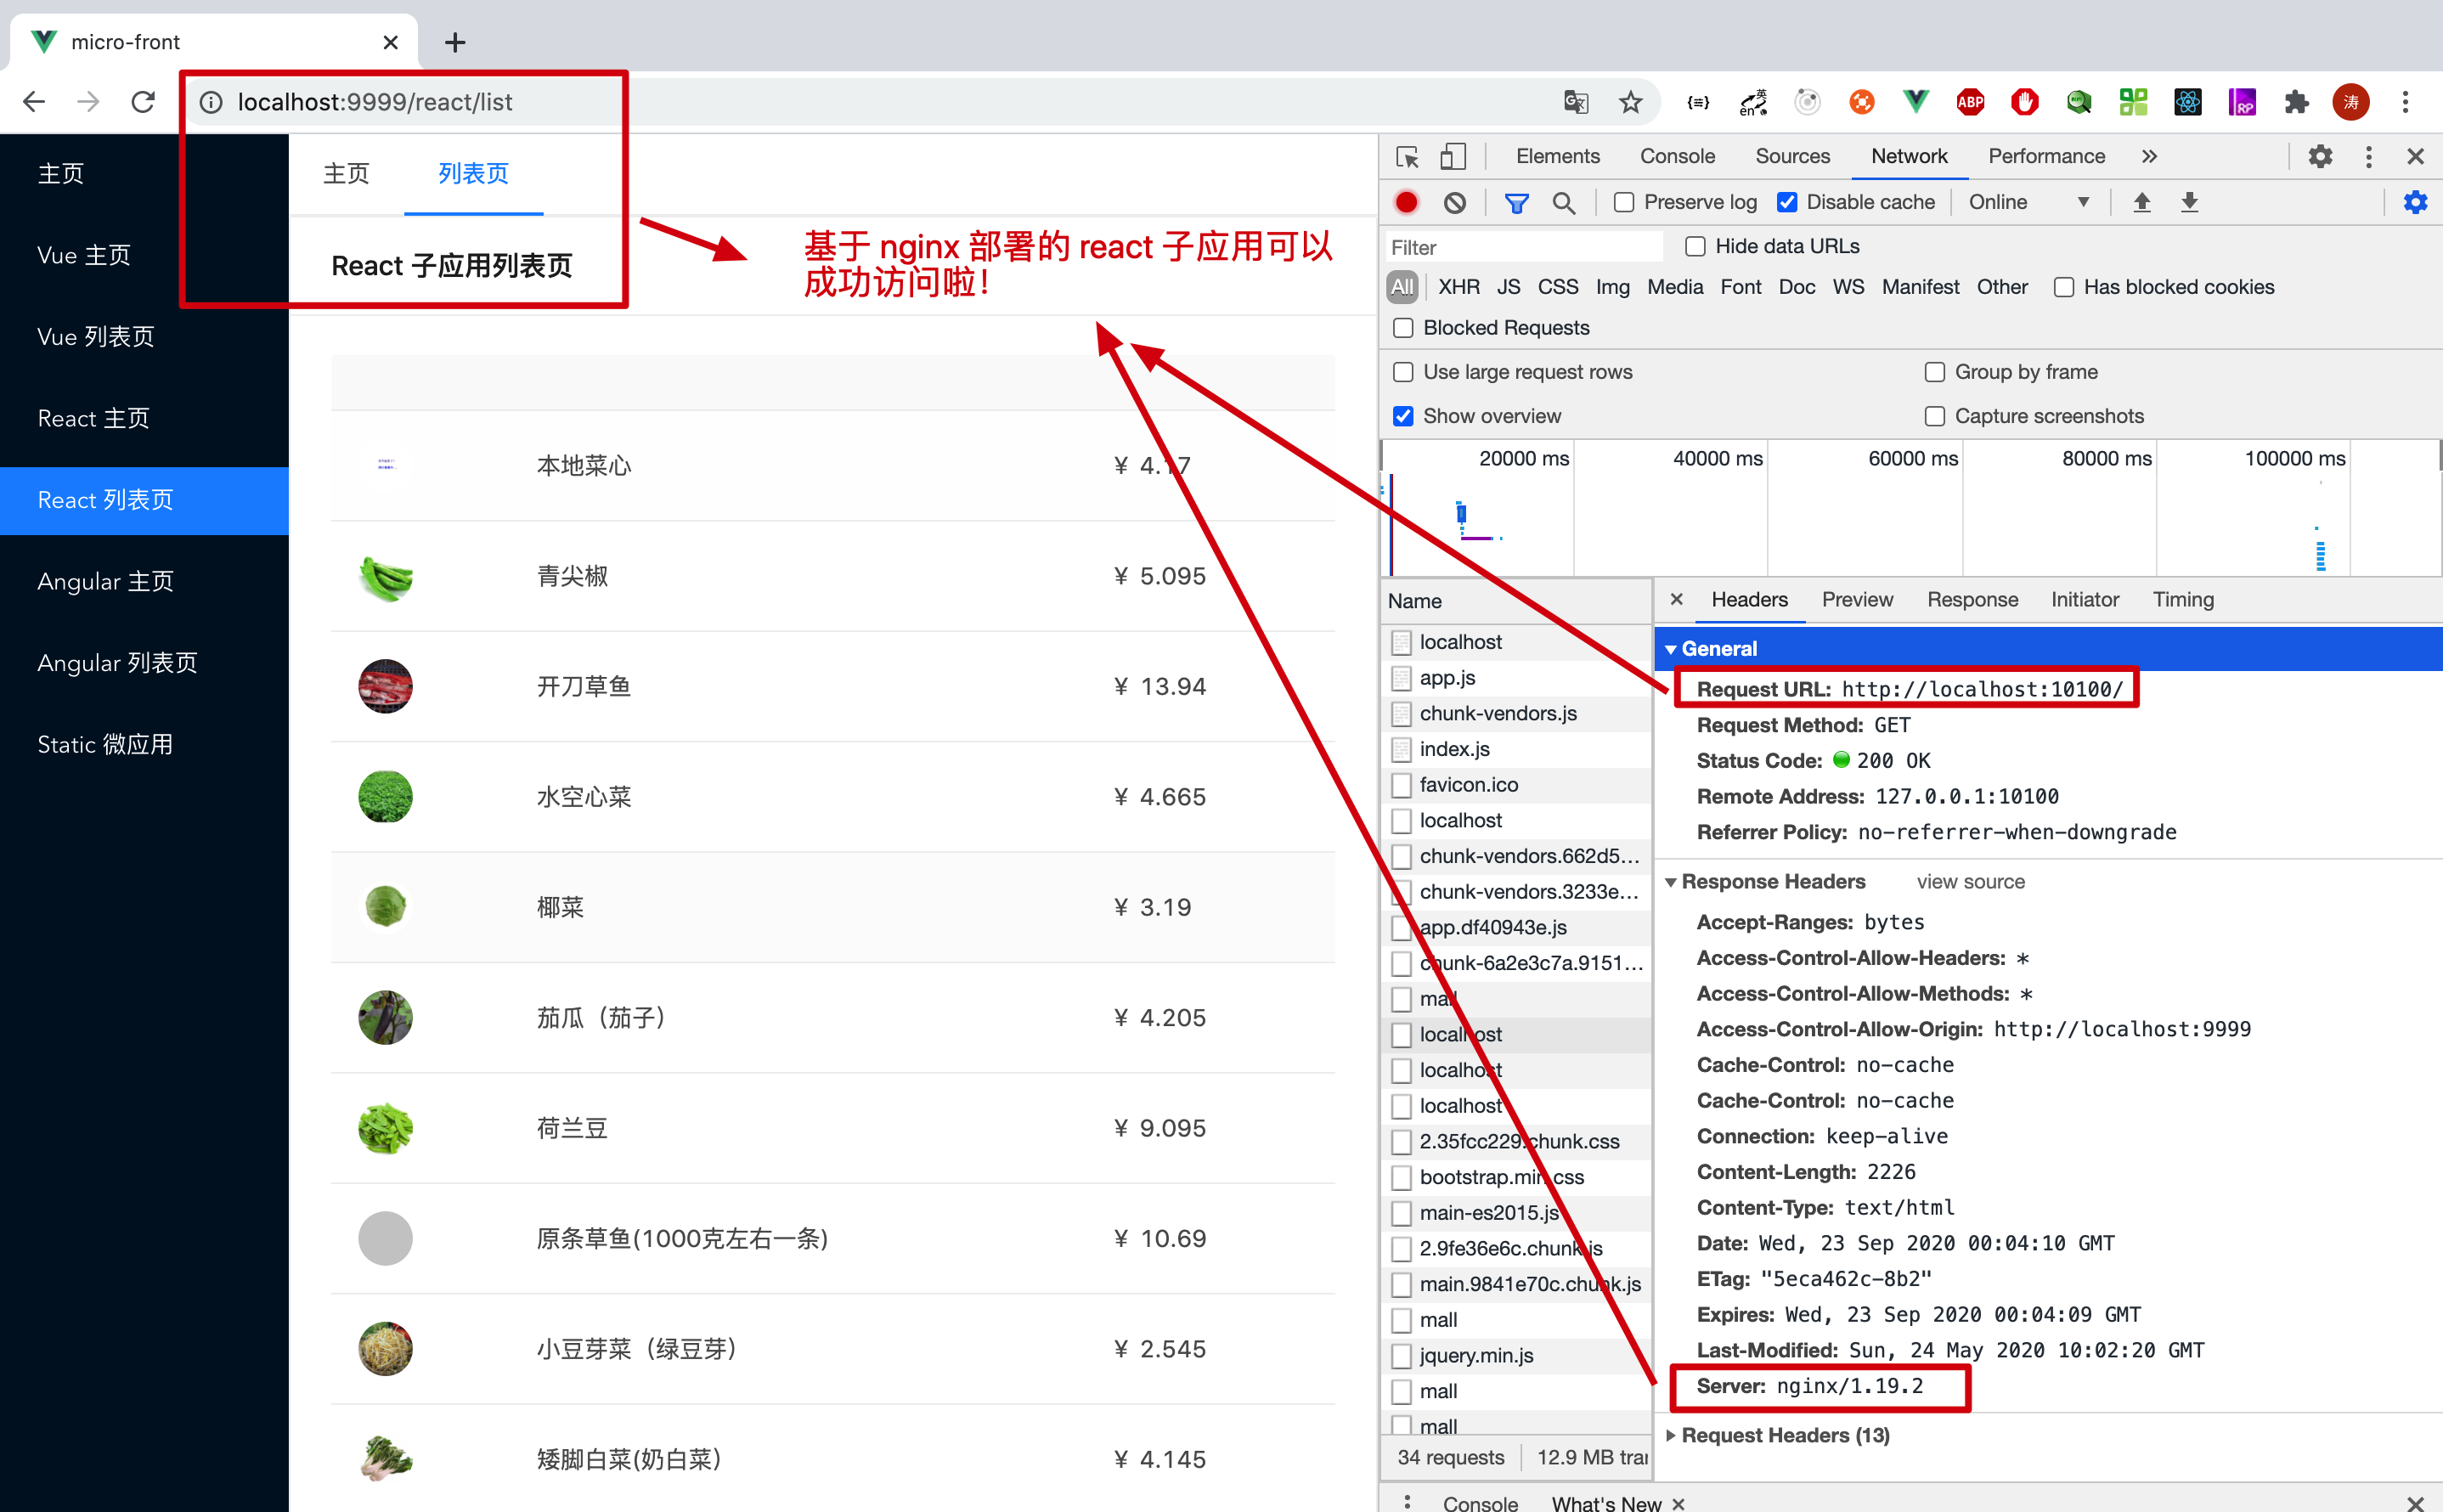 micro-front
localhost:9999/react/list
主页
Vue 主页
Vue 列表页
React 主页
React 列表页
Angular 主页
Angular 列表页
Static 微应用
主页 列表页
React 子应用列表页
基于 nginx 部署的 react 子应用可以
成功访问啦！
本地菜心 ¥ 4.17
青尖椒 ¥ 5.095
开刀草鱼 ¥ 13.94
水空心菜 ¥ 4.665
椰菜 ¥ 3.19
茄瓜（茄子） ¥ 4.205
荷兰豆 ¥ 9.095
原条草鱼(1000克左右一条) ¥ 10.69
小豆芽菜（绿豆芽） ¥ 2.545
矮脚白菜(奶白菜） ¥ 4.145
英
en
ABP
RP
涛
Elements Console Sources Network Performance
Preserve log Disable cache Online
Filter Hide data URLs
All XHR JS CSS Img Media Font Doc WS Manifest Other Has blocked cookies
Blocked Requests
Use large request rows Group by frame
Show overview Capture screenshots
20000 ms 40000 ms 60000 ms 80000 ms 100000 ms
Name
localhost
app.js
chunk-vendors.js
index.js
favicon.ico
localhost
chunk-vendors.662d5...
chunk-vendors.3233e...
app.df40943e.js
chunk-6a2e3c7a.9151...
mall
localhost
localhost
localhost
2.35fcc229.chunk.css
bootstrap.min.css
main-es2015.js
2.9fe36e6c.chunk.js
main.9841e70c.chunk.js
mall
jquery.min.js
mall
mall
34 requests 12.9 MB tra
Headers Preview Response Initiator Timing
General
Request URL: http://localhost:10100/
Request Method: GET
Status Code: 200 OK
Remote Address: 127.0.0.1:10100
Referrer Policy: no-referrer-when-downgrade
Response Headers view source
Accept-Ranges: bytes
Access-Control-Allow-Headers: *
Access-Control-Allow-Methods: *
Access-Control-Allow-Origin: http://localhost:9999
Cache-Control: no-cache
Cache-Control: no-cache
Connection: keep-alive
Content-Length: 2226
Content-Type: text/html
Date: Wed, 23 Sep 2020 00:04:10 GMT
ETag: "5eca462c-8b2"
Expires: Wed, 23 Sep 2020 00:04:09 GMT
Last-Modified: Sun, 24 May 2020 10:02:20 GMT
Server: nginx/1.19.2
Request Headers (13)
Console What's New